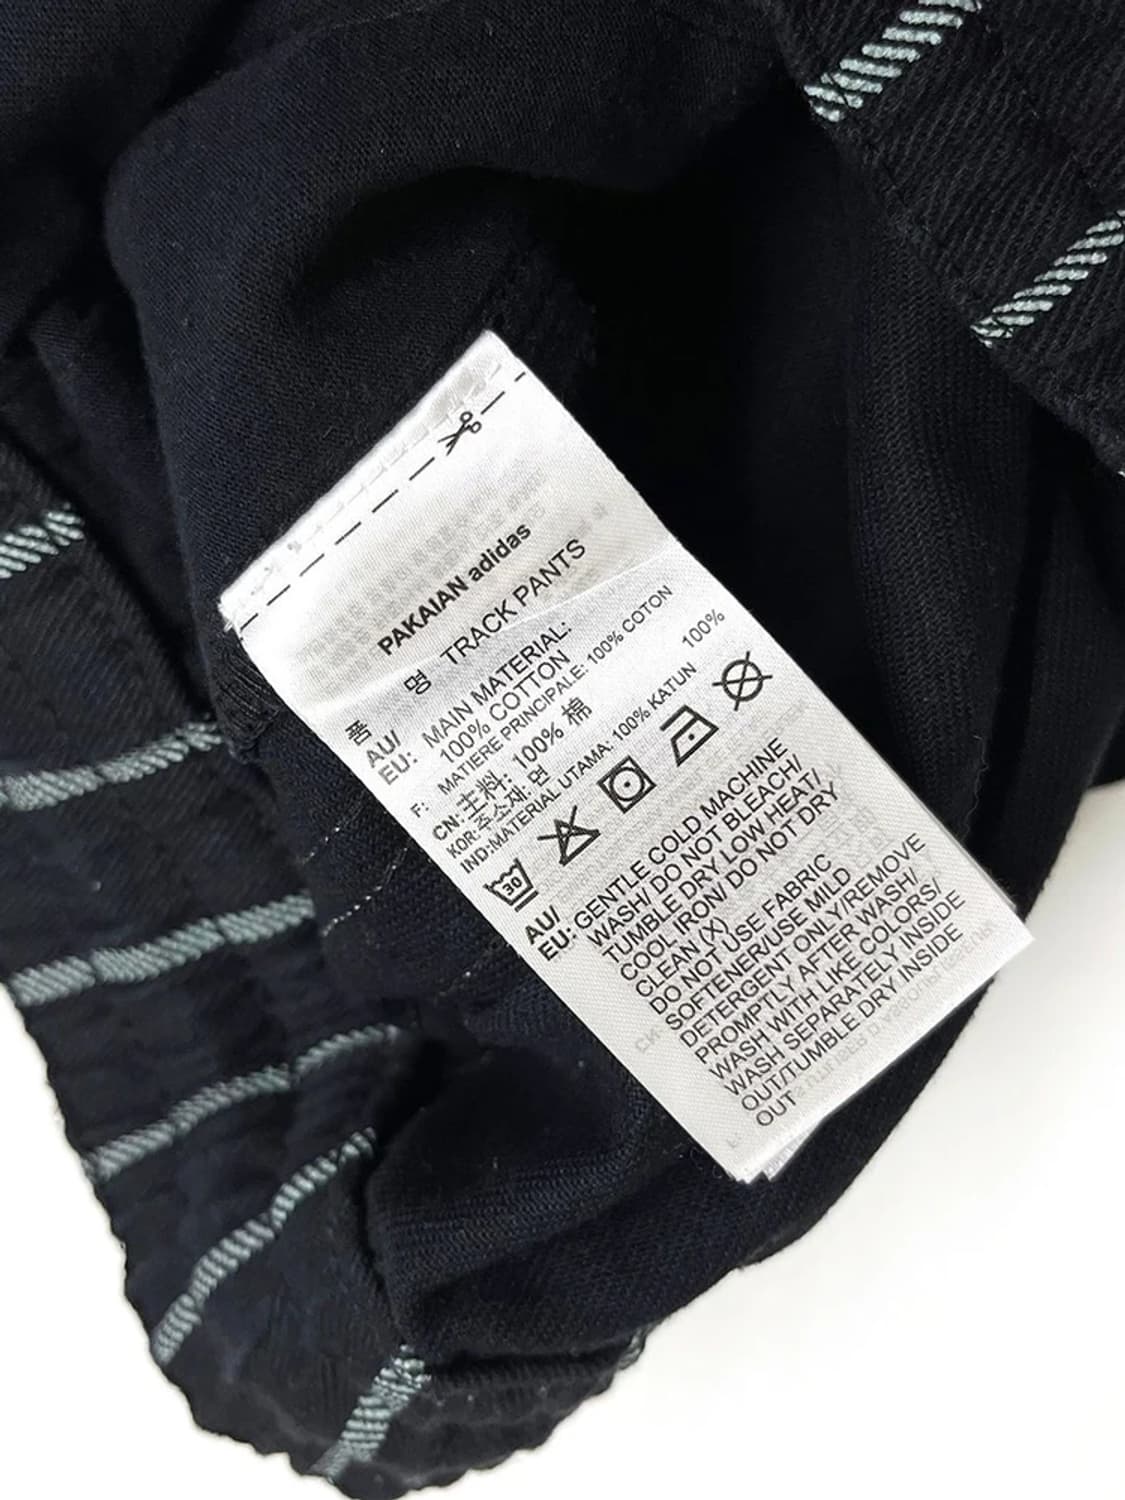 PAKAIAN adidas
품 명 TRACK PANTS
AU/ MAIN MATERIAL:
EU: 100% COTTON
F: MATIERE PRINCIPALE: 100% COTON
CN: 主料: 100% 棉
KOR: 주소재: 면 100%
IND:MATERIAL UTAMA: 100% KATUN
30
AU/
EU: GENTLE COLD MACHINE
WASH/ DO NOT BLEACH/
TUMBLE DRY LOW HEAT/
COOL IRON/ DO NOT DRY
CLEAN (X)
DO NOT USE FABRIC
SOFTENER/USE MILD
DETERGENT ONLY/REMOVE
PROMPTLY AFTER WASH/
WASH WITH LIKE COLORS/
WASH SEPARATELY INSIDE
OUT/TUMBLE DRY INSIDE
OUT